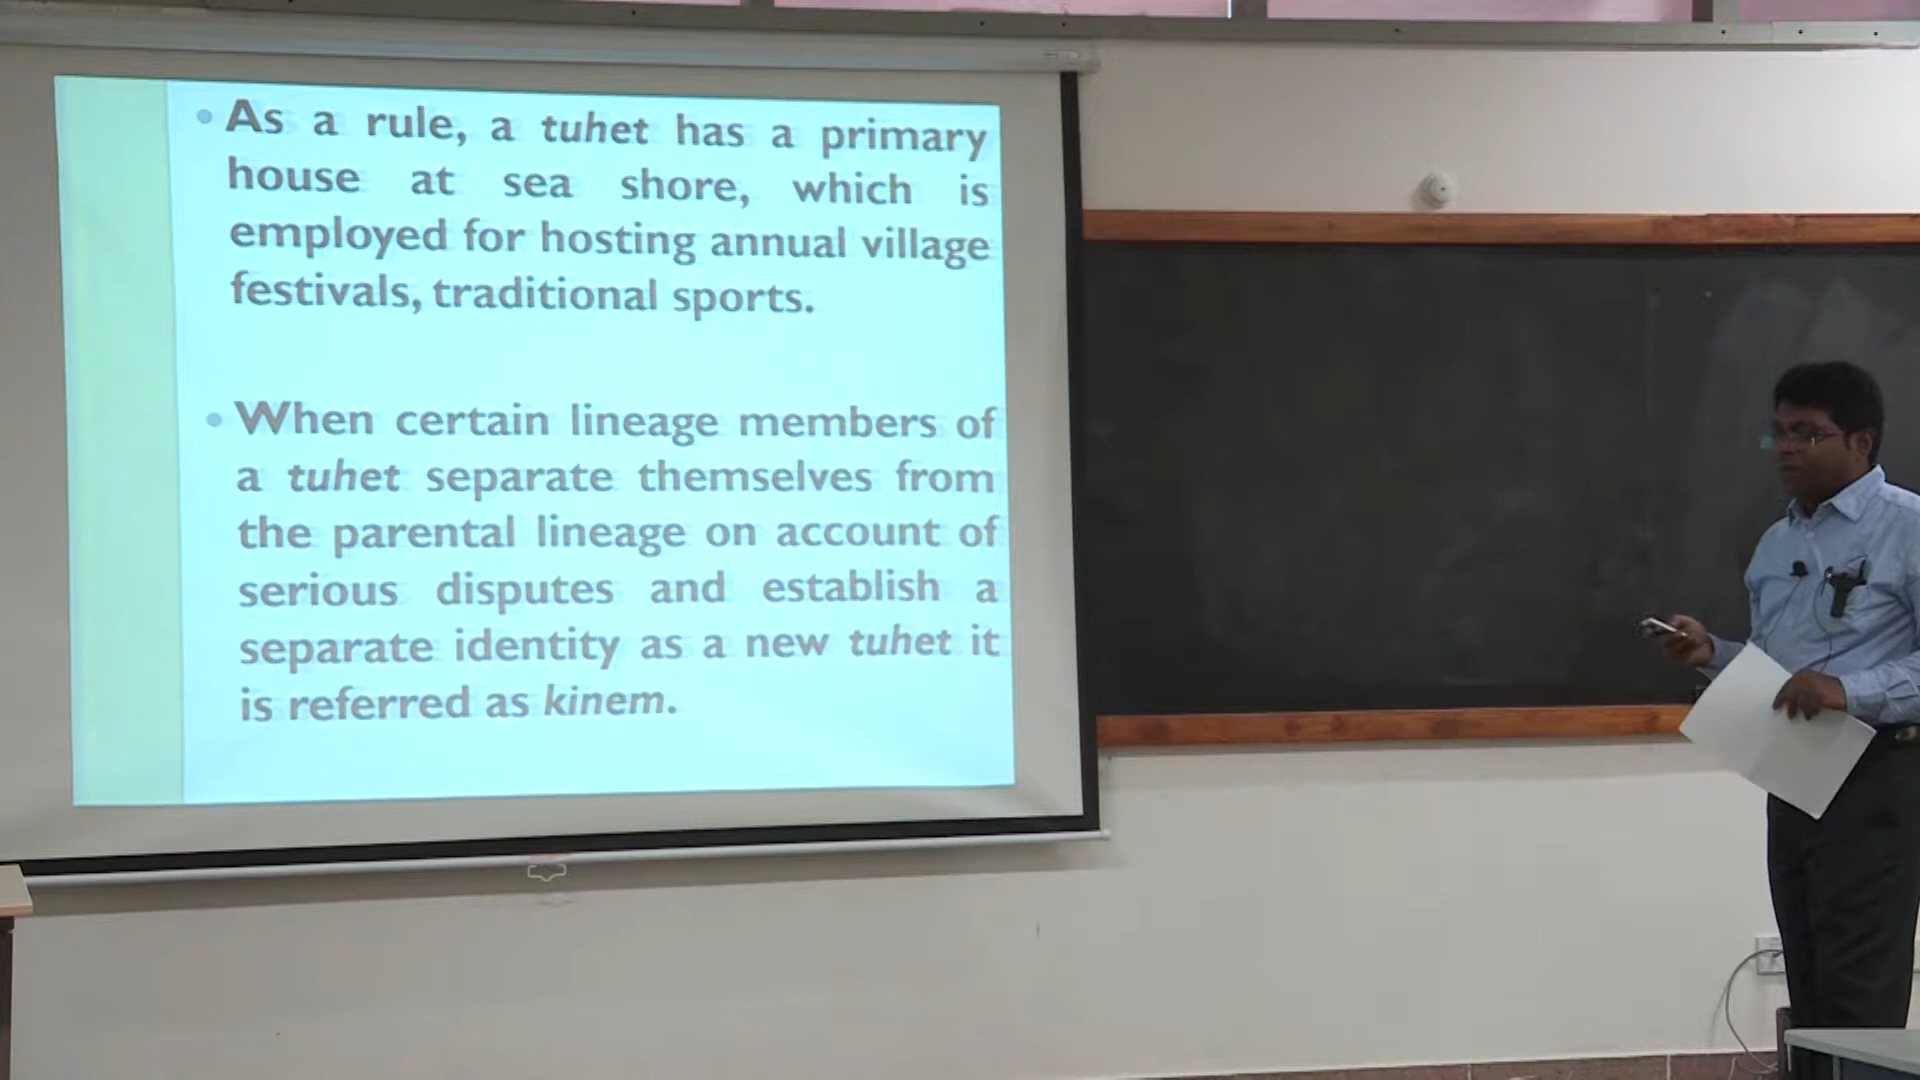 • As a rule, a tuhet has a primary
house at sea shore, which is
employed for hosting annual village
festivals, traditional sports.
• When certain lineage members of
a tuhet separate themselves from
the parental lineage on account of
serious disputes and establish a
separate identity as a new tuhet it
is referred as kinem.